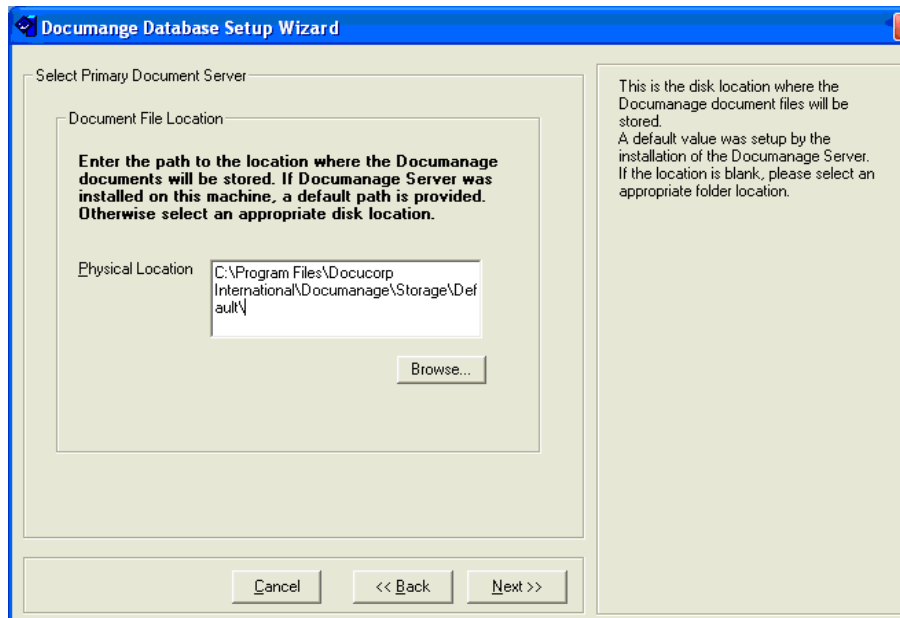 Documange Database Setup Wizard
Select Primary Document Server
Document File Location
Enter the path to the location where the Documanage
documents will be stored. If Documanage Server was
installed on this machine, a default path is provided.
Otherwise select an appropriate disk location.
Physical Location
C:\Program Files\Docucorp
International\Documanage\Storage\Def
ault\
Browse...
Cancel
<< Back
Next >>
This is the disk location where the
Documanage document files will be
stored.
A default value was setup by the
installation of the Documanage Server.
If the location is blank, please select an
appropriate folder location.